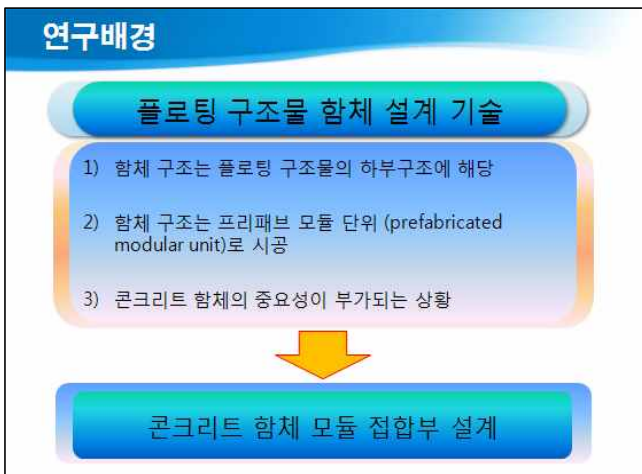 연구배경
플로팅 구조물 함체 설계 기술
1) 함체 구조는 플로팅 구조물의 하부구조에 해당
2) 함체 구조는 프리패브 모듈 단위 (prefabricated
modular unit)로 시공
3) 콘크리트 함체의 중요성이 부가되는 상황
콘크리트 함체 모듈 접합부 설계